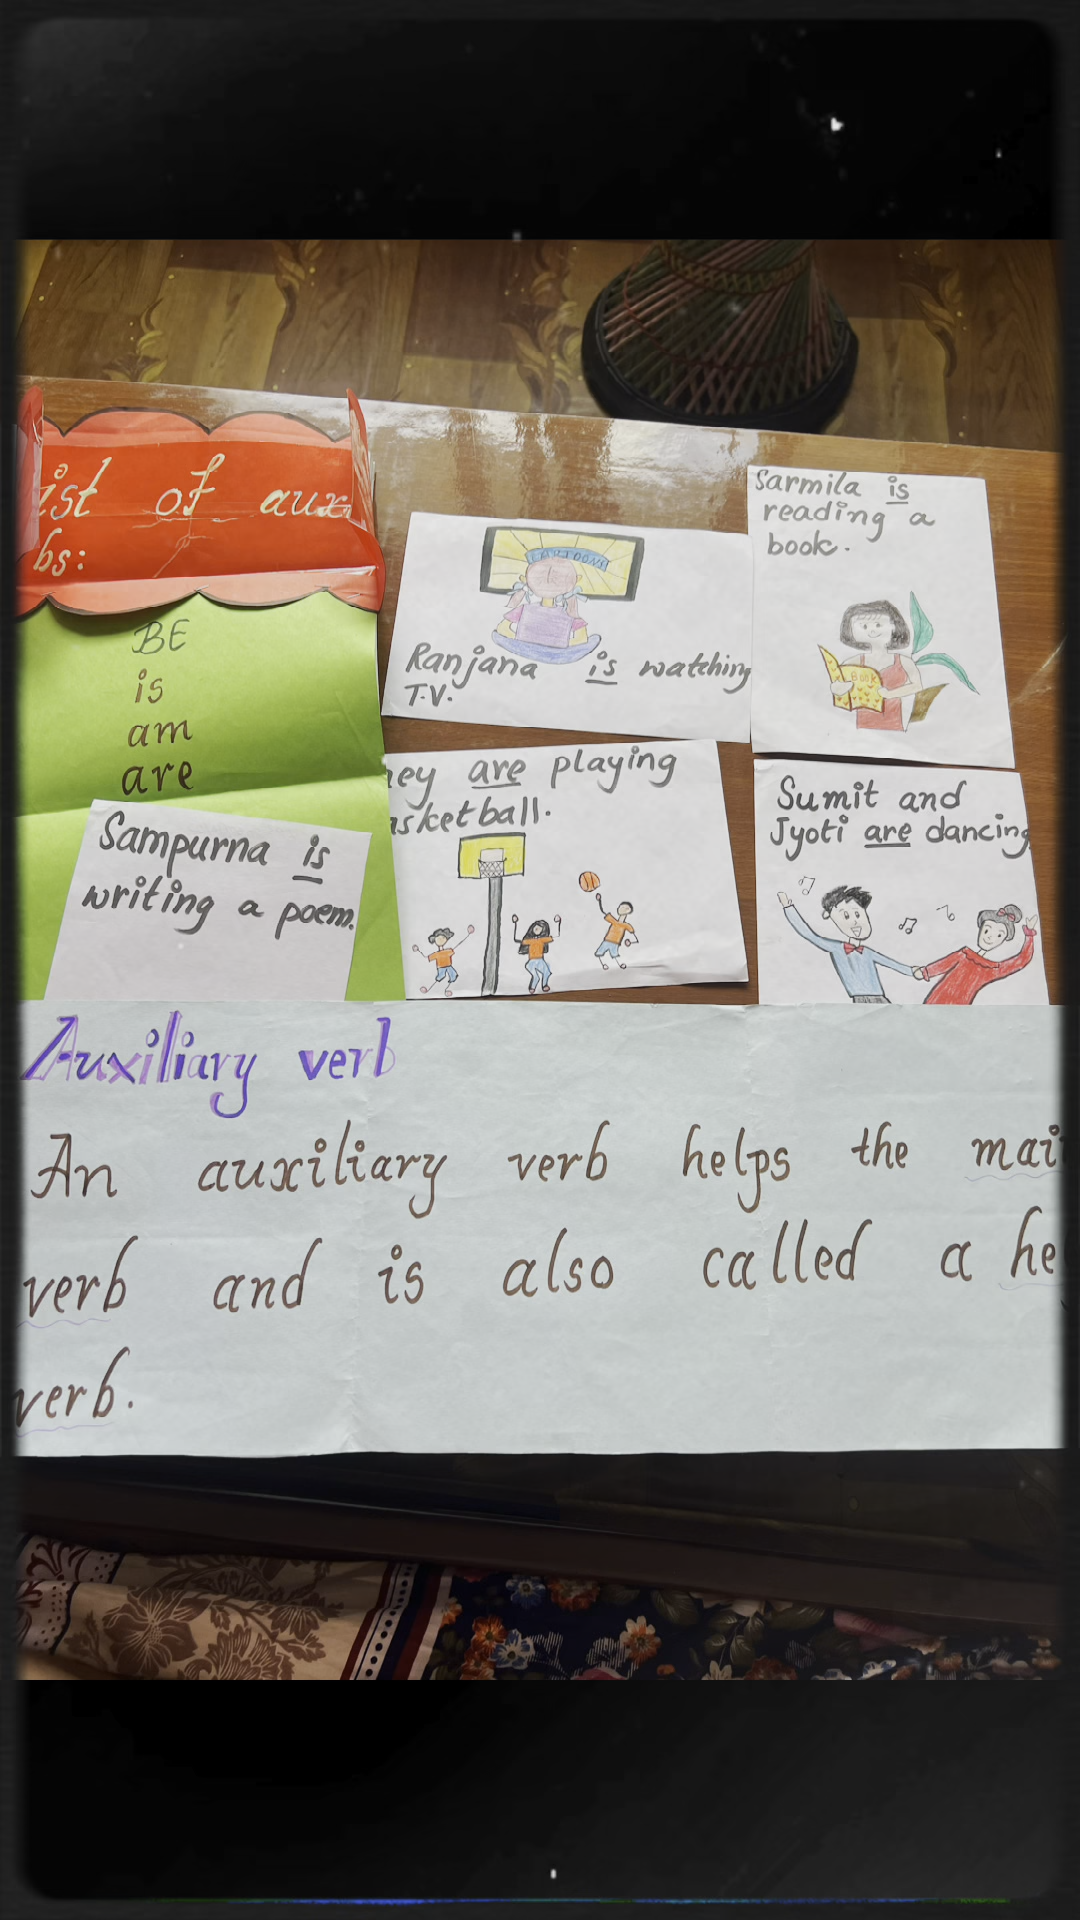 ist of aux
bs:
BE
is
am
are
Sampurna is
writing a poem.
CARTOONS
Ranjana is watching
T.V.
hey are playing
asketball.
Sarmila is
reading a
book.
BOOK
Sumit and
Jyoti are dancing
Auxiliary verb
An auxiliary verb helps the mai
verb and is also called a he
verb.